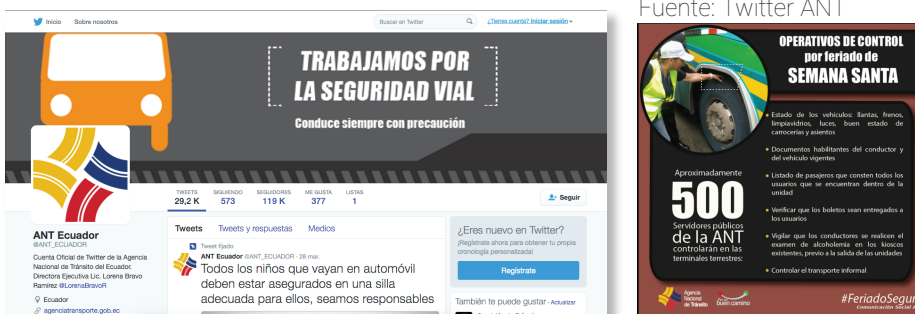 Inicio Sobre nosotros
Buscar en Twitter
¿Tienes cuenta? Iniciar sesión
TRABAJAMOS POR
LA SEGURIDAD VIAL
Conduce siempre con precaución
TWEETS SIGUIENDO SEGUIDORES ME GUSTA LISTAS
29,2 K 573 119 K 377 1
Seguir
ANT Ecuador
@ANT_ECUADOR
Cuenta Oficial de Twitter de la Agencia
Nacional de Tránsito del Ecuador.
Directora Ejecutiva Lic. Lorena Bravo
Ramírez @LorenaBravoR
Ecuador
agenciatransporte.gob.ec
Tweets Tweets y respuestas Medios
Tweet fijado
ANT Ecuador @ANT_ECUADOR · 28 mar.
Todos los niños que vayan en automóvil
deben estar asegurados en una silla
adecuada para ellos, seamos responsables
¿Eres nuevo en Twitter?
¡Regístrate ahora para obtener tu propia
cronología personalizada!
Regístrate
También te puede gustar · Actualizar
Fuente: Twitter ANT
OPERATIVOS DE CONTROL
por feriado de
SEMANA SANTA
Aproximadamente
500
Servidores públicos
de la ANT
controlarán en las
terminales terrestres:
• Estado de los vehículos: llantas, frenos,
limpiavidrios, luces, buen estado de
carrocerías y asientos
• Documentos habilitantes del conductor y
del vehículo vigentes
• Listado de pasajeros que consten todos los
usuarios que se encuentran dentro de la
unidad
• Verificar que los boletos sean entregados a
los usuarios
• Vigilar que los conductores se realicen el
examen de alcoholemia en los kioscos
existentes, previo a la salida de las unidades
• Controlar el transporte informal
Agencia
Nacional
de Tránsito
buen camino
#FeriadoSegur
Comunicación Social